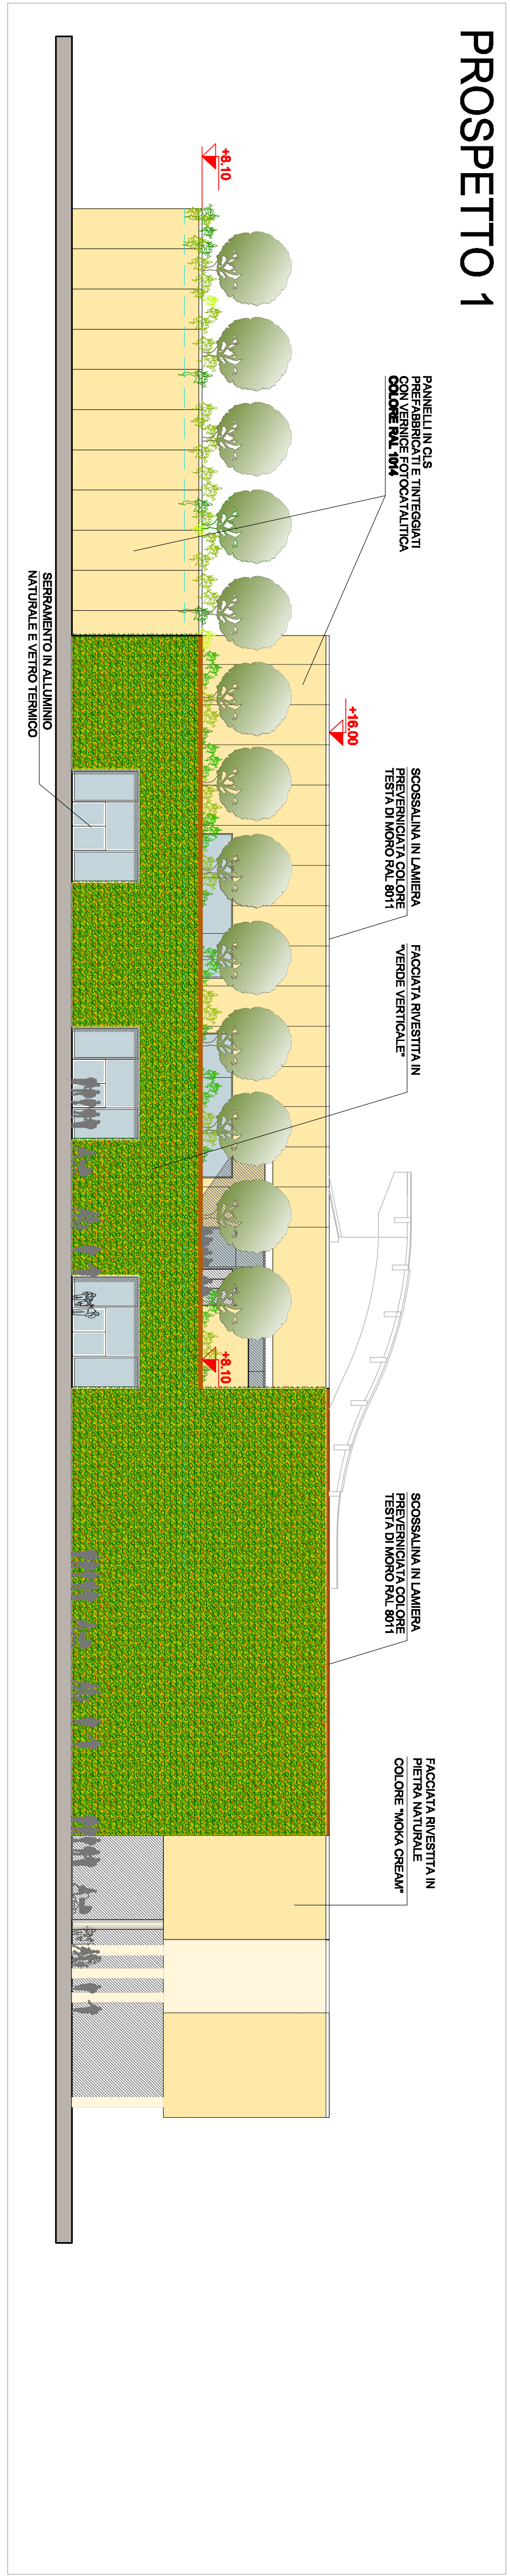 PROSPETTO 1
+8.10
PANNELLI IN CLS
PREFABBRICATI E TINTEGGIATI
CON VERNICE FOTOCATALITICA
COLORE RAL 1014
+16.00
SCOSSALINA IN LAMIERA
PREVERNICIATA COLORE
TESTA DI MORO RAL 8011
FACCIATA RIVESTITA IN
"VERDE VERTICALE"
+8.10
SCOSSALINA IN LAMIERA
PREVERNICIATA COLORE
TESTA DI MORO RAL 8011
FACCIATA RIVESTITA IN
PIETRA NATURALE
COLORE "MOKA CREAM"
SERRAMENTO IN ALLUMINIO
NATURALE E VETRO TERMICO